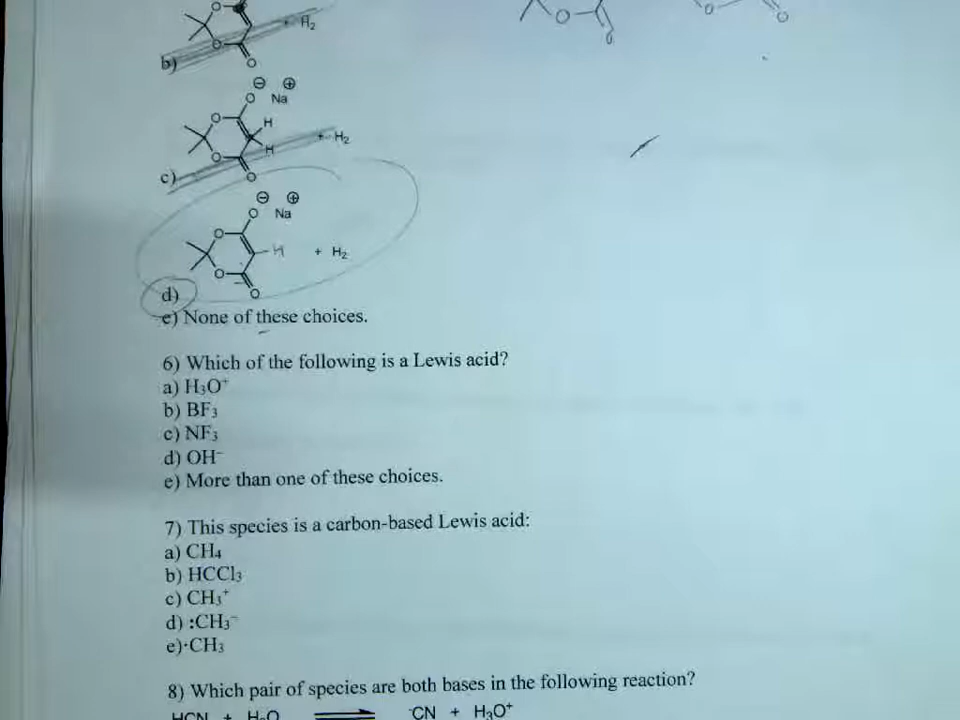 + H₂
b)
O
⊖ ⊕
O Na
O H
+ H₂
O H
c) O
⊖ ⊕
O Na
O
H + H₂
O
d) O
e) None of these choices.
6) Which of the following is a Lewis acid?
a) H₃O⁺
b) BF₃
c) NF₃
d) OH⁻
e) More than one of these choices.
7) This species is a carbon-based Lewis acid:
a) CH₄
b) HCCl₃
c) CH₃⁺
d) :CH₃⁻
e)·CH₃
8) Which pair of species are both bases in the following reaction?
HCN + H₂O ⇌ ⁻CN + H₃O⁺